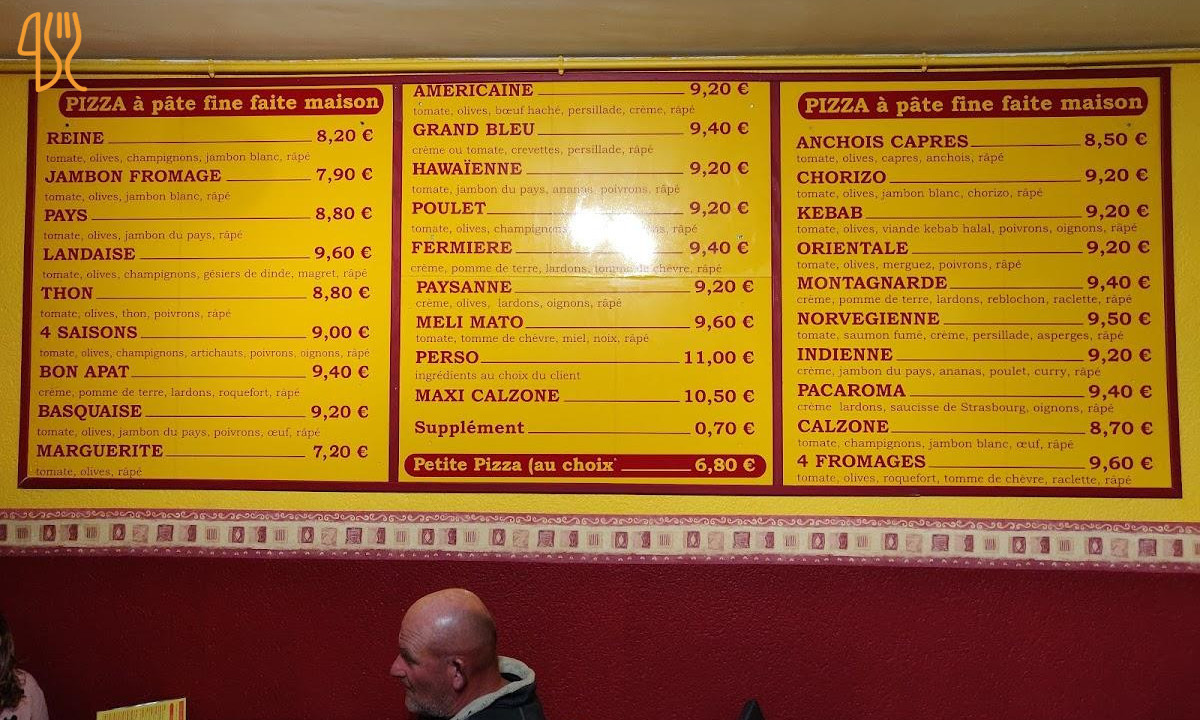 PIZZA à pâte fine faite maison
REINE 8,20 €
tomate, olives, champignons, jambon blanc, râpé
JAMBON FROMAGE 7,90 €
tomate, olives, jambon blanc, râpé
PAYS 8,80 €
tomate, olives, jambon du pays, râpé
LANDAISE 9,60 €
tomate, olives, champignons, gésiers de dinde, magret, râpé
THON 8,80 €
tomate, olives, thon, poivrons, râpé
4 SAISONS 9,00 €
tomate, olives, champignons, artichauts, poivrons, oignons, râpé
BON APAT 9,40 €
crème, pomme de terre, lardons, roquefort, râpé
BASQUAISE 9,20 €
tomate, olives, jambon du pays, poivrons, œuf, râpé
MARGUERITE 7,20 €
tomate, olives, râpé
AMERICAINE 9,20 €
tomate, olives, bœuf haché, persillade, crème, râpé
GRAND BLEU 9,40 €
crème ou tomate, crevettes, persillade, râpé
HAWAÏENNE 9,20 €
tomate, jambon du pays, ananas, poivrons, râpé
POULET 9,20 €
tomate, olives, champignons, râpé
FERMIERE 9,40 €
crème, pomme de terre, lardons, tomme de chèvre, râpé
PAYSANNE 9,20 €
crème, olives, lardons, oignons, râpé
MELI MATO 9,60 €
tomate, tomme de chèvre, miel, noix, râpé
PERSO 11,00 €
ingrédients au choix du client
MAXI CALZONE 10,50 €
Supplément 0,70 €
Petite Pizza (au choix 6,80 €
PIZZA à pâte fine faite maison
ANCHOIS CAPRES 8,50 €
tomate, olives, capres, anchois, râpé
CHORIZO 9,20 €
tomate, olives, jambon blanc, chorizo, râpé
KEBAB 9,20 €
tomate, olives, viande kebab halal, poivrons, oignons, râpé
ORIENTALE 9,20 €
tomate, olives, merguez, poivrons, râpé
MONTAGNARDE 9,40 €
crème, pomme de terre, lardons, reblochon, raclette, râpé
NORVEGIENNE 9,50 €
tomate, saumon fumé, crème, persillade, asperges, râpé
INDIENNE 9,20 €
crème, jambon du pays, ananas, poulet, curry, râpé
PACAROMA 9,40 €
crème lardons, saucisse de Strasbourg, oignons, râpé
CALZONE 8,70 €
tomate, champignons, jambon blanc, œuf, râpé
4 FROMAGES 9,60 €
tomate, olives, roquefort, tomme de chèvre, raclette, râpé